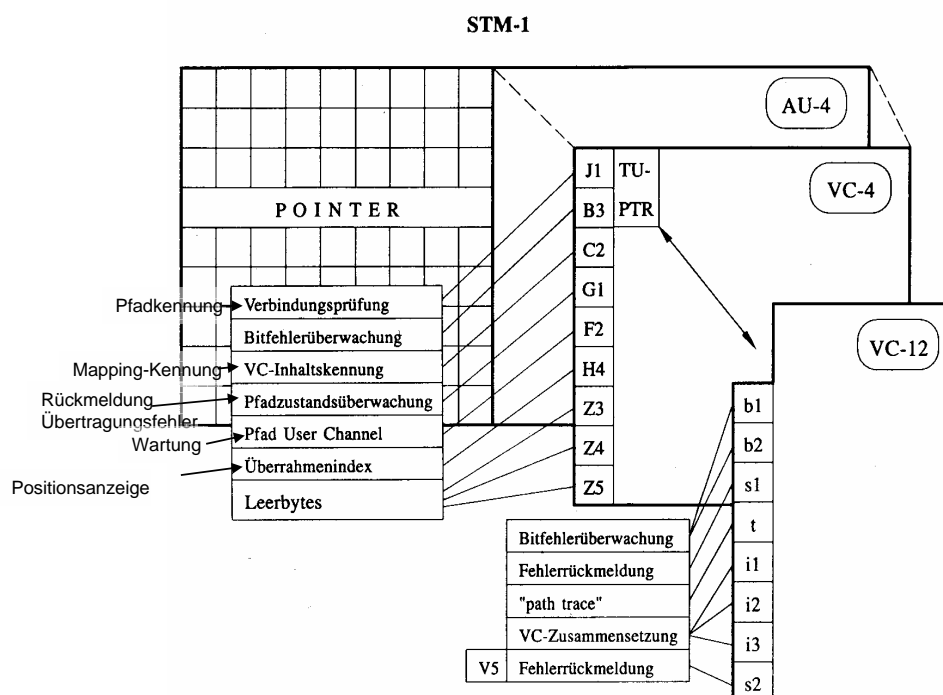 STM-1
AU-4
J1
TU-
VC-4
POINTER
B3
PTR
C2
G1
Pfadkennung
Verbindungsprüfung
F2
Bitfehlerüberwachung
VC-12
Mapping-Kennung
VC-Inhaltskennung
H4
Rückmeldung
Übertragungsfehler
Pfadzustandsüberwachung
Z3
b1
Wartung
Pfad User Channel
Z4
b2
Positionsanzeige
Überrahmenindex
Leerbytes
Z5
s1
Bitfehlerüberwachung
t
Fehlerrückmeldung
i1
"path trace"
i2
VC-Zusammensetzung
i3
V5
Fehlerrückmeldung
s2